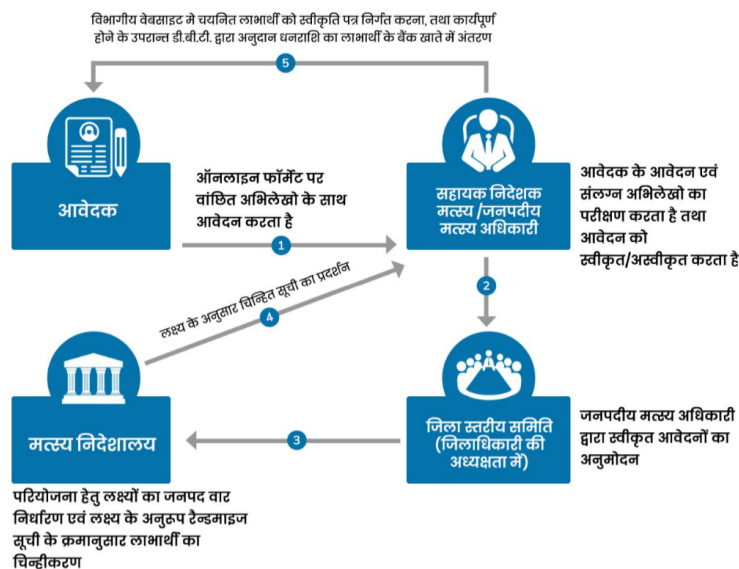 विभागीय वेबसाइट मे चयनित लाभार्थी को स्वीकृति पत्र निर्गत करना, तथा कार्यपूर्ण
होने के उपरान्त डी.बी.टी. द्वारा अनुदान धनराशि का लाभार्थी के बैंक खाते में अंतरण
5
आवेदक
ऑनलाइन फॉर्मेट पर
वांछित अभिलेखो के साथ
आवेदन करता है
1
सहायक निदेशक
मत्स्य /जनपदीय
मत्स्य अधिकारी
आवेदक के आवेदन एवं
संलग्न अभिलेखो का
परीक्षण करता है तथा
आवेदन को
स्वीकृत/अस्वीकृत करता है
2
लक्ष्य के अनुसार चिन्हित सूची का प्रदर्शन
4
मत्स्य निदेशालय
3
जिला स्तरीय समिति
(जिलाधिकारी की
अध्यक्षता में)
जनपदीय मत्स्य अधिकारी
द्वारा स्वीकृत आवेदनों का
अनुमोदन
परियोजना हेतु लक्ष्यों का जनपद वार
निर्धारण एवं लक्ष्य के अनुरूप रैन्डमाइज
सूची के क्रमानुसार लाभार्थी का
चिन्हीकरण